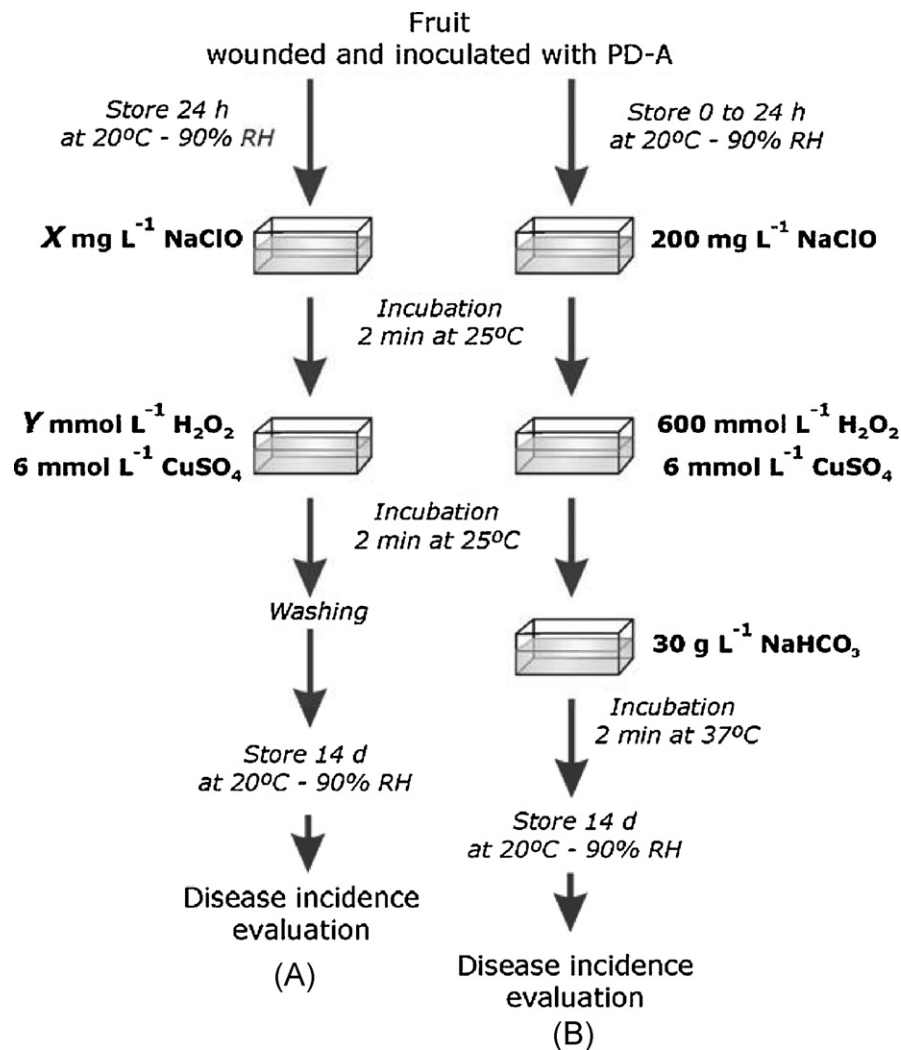 Fruit
wounded and inoculated with PD-A
Store 24 h
at 20ºC - 90% RH
Store 0 to 24 h
at 20ºC - 90% RH
X mg L⁻¹ NaClO
200 mg L⁻¹ NaClO
Incubation
2 min at 25ºC
Y mmol L⁻¹ H₂O₂
6 mmol L⁻¹ CuSO₄
600 mmol L⁻¹ H₂O₂
6 mmol L⁻¹ CuSO₄
Incubation
2 min at 25ºC
Washing
30 g L⁻¹ NaHCO₃
Incubation
2 min at 37ºC
Store 14 d
at 20ºC - 90% RH
Store 14 d
at 20ºC - 90% RH
Disease incidence
evaluation
(A)
Disease incidence
evaluation
(B)